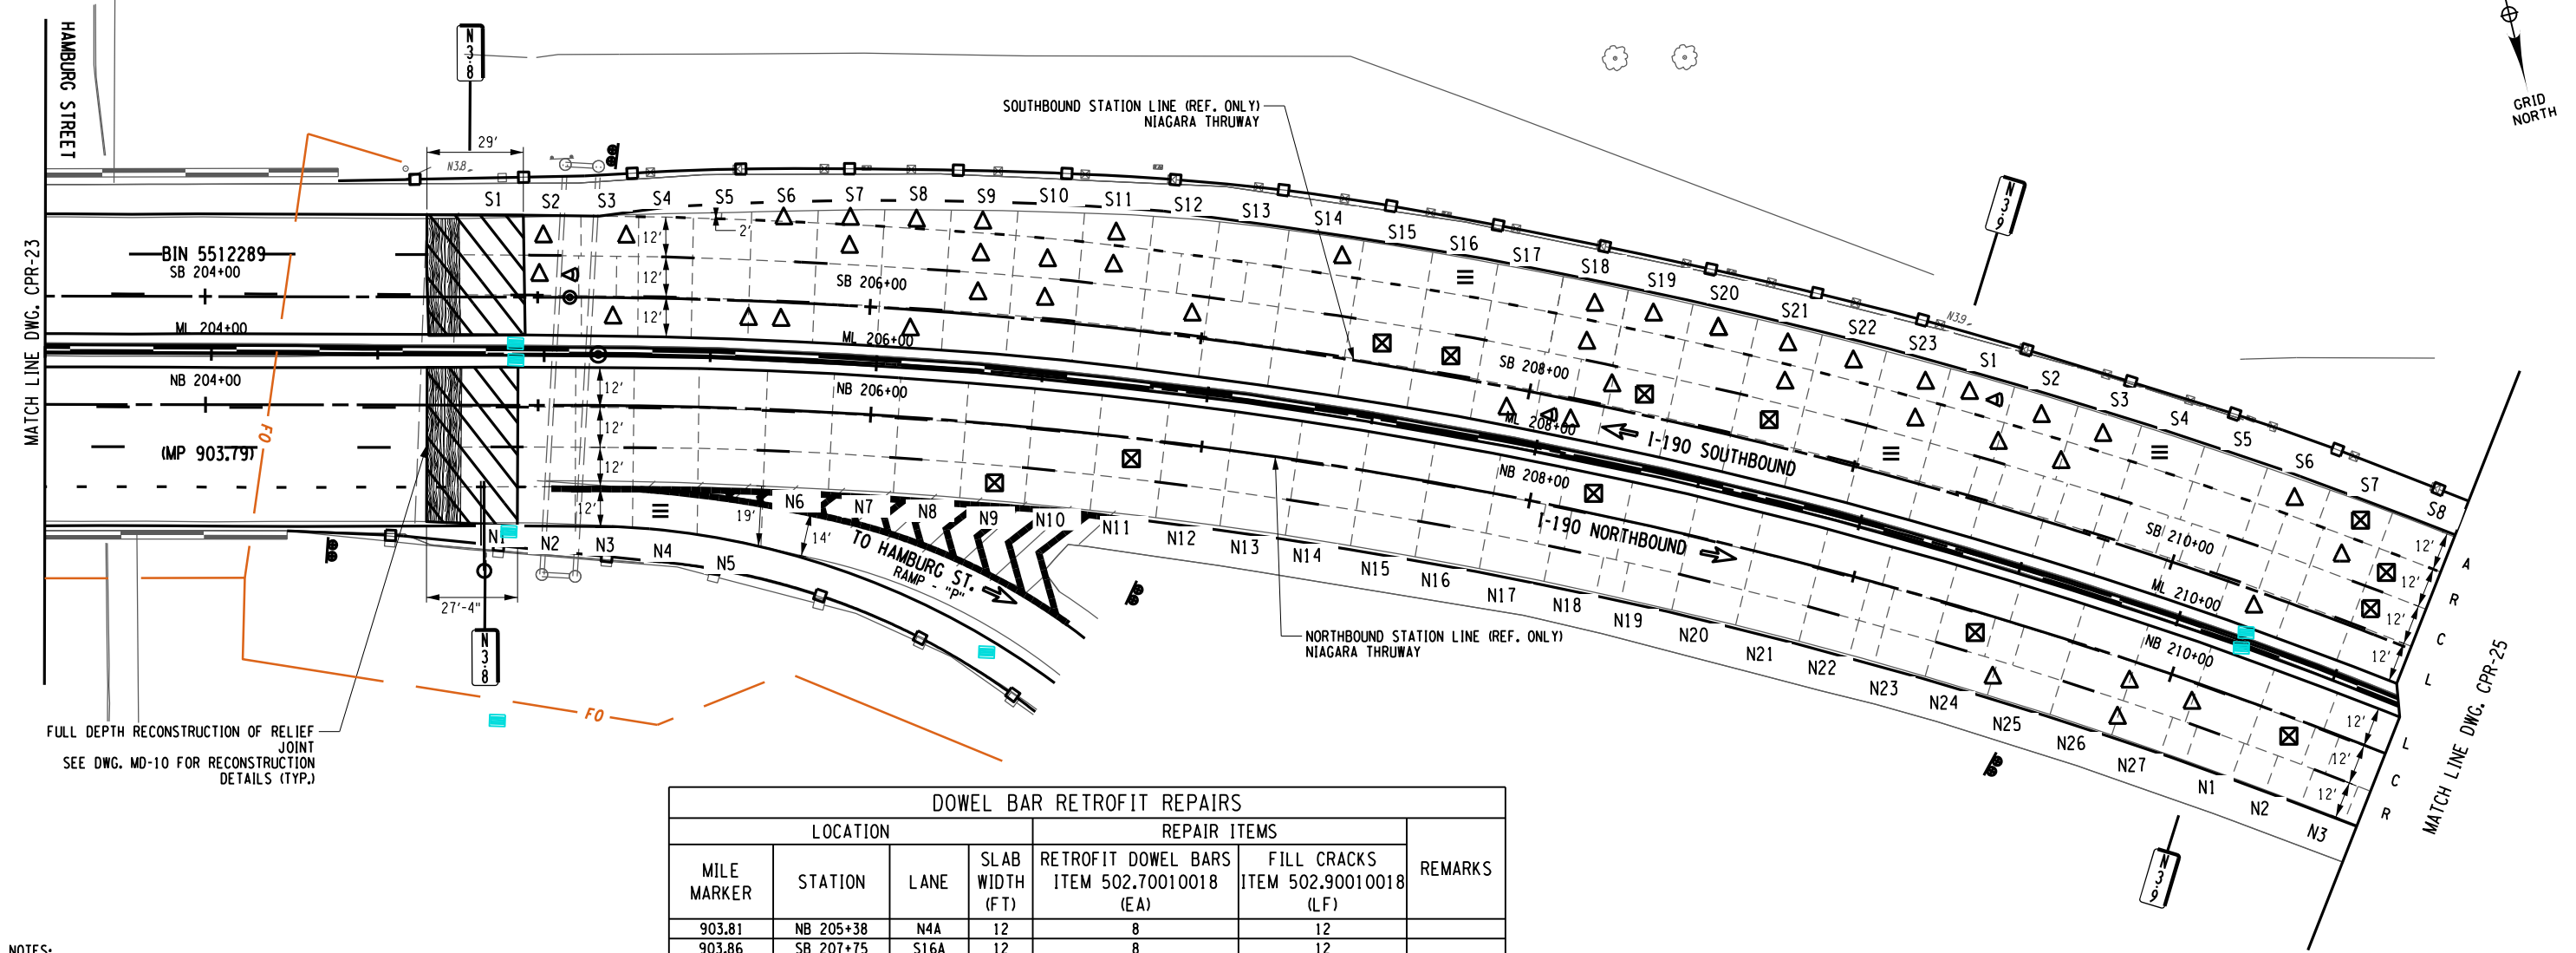 HAMBURG STREET
MATCH LINE DWG. CPR-23
N3.8
29'
N3.8
SOUTHBOUND STATION LINE (REF. ONLY)
NIAGARA THRUWAY
GRID
NORTH
N3.9
N3.9
S1 S2 S3 S4 S5 S6 S7 S8 S9 S10 S11 S12 S13 S14 S15 S16 S17 S18 S19 S20 S21 S22 S23 S1 S2 S3 S4 S5 S6 S7 S8
2'
12'
12'
12'
BIN 5512289
SB 204+00
SB 206+00
SB 208+00
SB 210+00
ML 204+00
ML 206+00
ML 208+00
ML 210+00
NB 204+00
NB 206+00
NB 208+00
NB 210+00
I-190 SOUTHBOUND
I-190 NORTHBOUND
(MP 903.79)
FO
12'
12'
12'
12'
19'
14'
N1 N2 N3 N4 N5 N6 N7 N8 N9 N10 N11 N12 N13 N14 N15 N16 N17 N18 N19 N20 N21 N22 N23 N24 N25 N26 N27 N1 N2 N3
TO HAMBURG ST.
RAMP - "P"
27'-4"
N3.8
FO
NORTHBOUND STATION LINE (REF. ONLY)
NIAGARA THRUWAY
12'
12'
12'
12'
A
R
C
L
12'
12'
12'
L
C
R
MATCH LINE DWG. CPR-25
N3.9
FULL DEPTH RECONSTRUCTION OF RELIEF
JOINT
SEE DWG. MD-10 FOR RECONSTRUCTION
DETAILS (TYP.)
DOWEL BAR RETROFIT REPAIRS
LOCATION REPAIR ITEMS REMARKS
MILE MARKER STATION LANE SLAB WIDTH (FT) RETROFIT DOWEL BARS ITEM 502.70010018 (EA) FILL CRACKS ITEM 502.90010018 (LF)
903.81 NB 205+38 N4A 12 8 12
903.86 SB 207+75 S16A 12 8 12
NOTES: